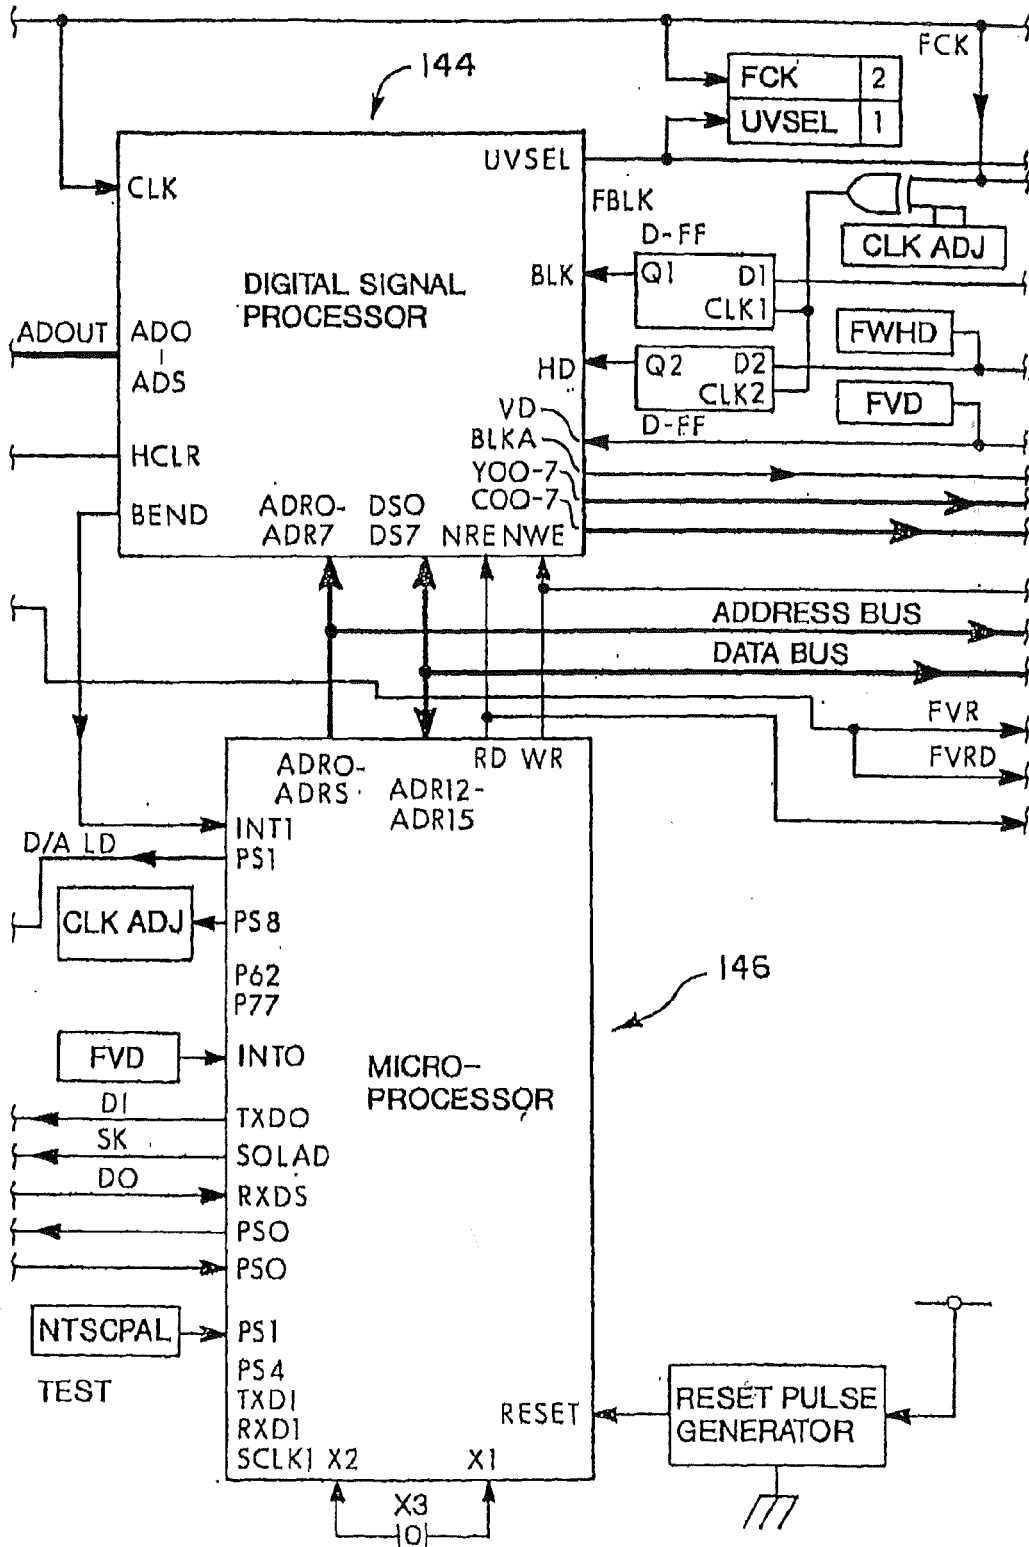 144
FCK
FCK 2
UVSEL 1
UVSEL
CLK
FBLK
CLK ADJ
D-FF
DIGITAL SIGNAL
PROCESSOR
BLK
Q1 D1
CLK1
ADOUT
ADO
ADS
FWHD
HD
Q2 D2
CLK2
FVD
VD
D-FF
BLKA
HCLR
YOO-7
COO-7
BEND
ADRO-
ADR7
DSO
DS7
NRE NWE
ADDRESS BUS
DATA BUS
FVR
FVRD
RD WR
ADRO-
ADRS
ADR12-
ADR15
INT1
D/A LD
PS1
CLK ADJ
PS8
146
P62
P77
FVD
INTO
MICRO-
PROCESSOR
DI
TXDO
SK
SOLAD
DO
RXDS
PSO
PSO
NTSCPAL
PS1
TEST
PS4
TXD1
RXD1
SCLK1 X2 X1
RESET
RESET PULSE
GENERATOR
X3